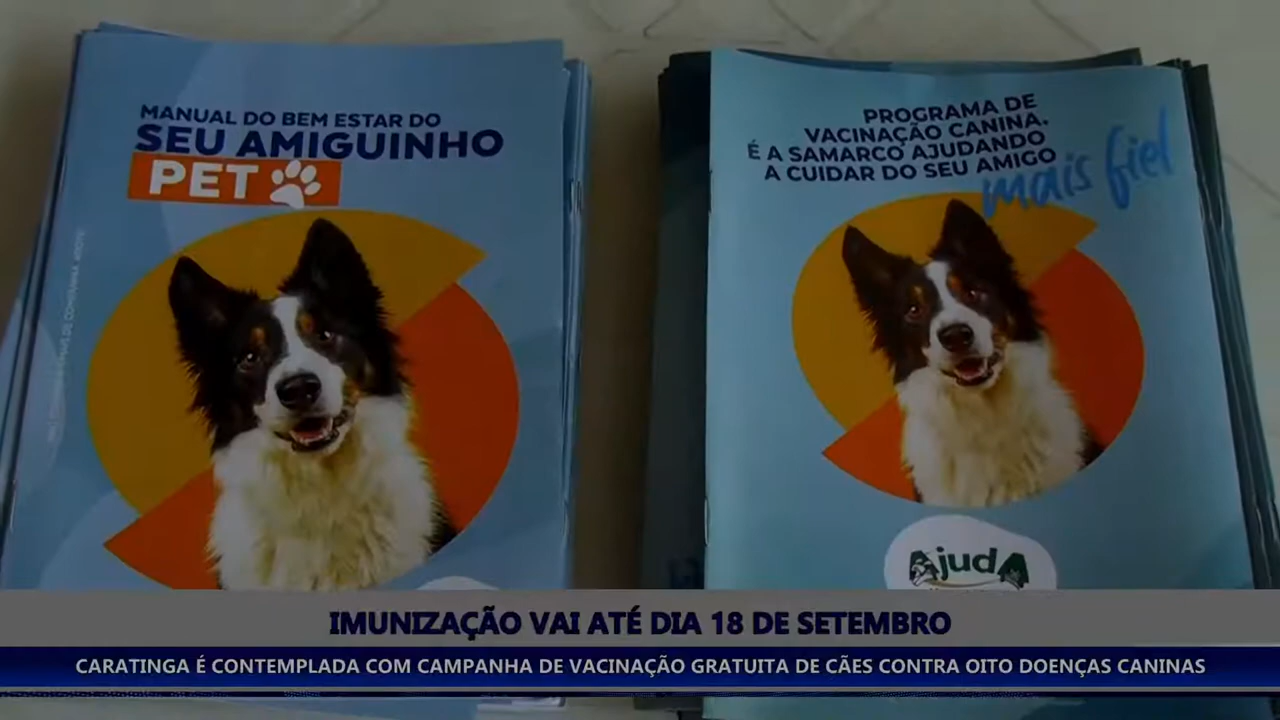 MANUAL DO BEM ESTAR DO
SEU AMIGUINHO
PET
PROGRAMA DE
VACINAÇÃO CANINA.
É A SAMARCO AJUDANDO
A CUIDAR DO SEU AMIGO
mais fiel
AjudA
IMUNIZAÇÃO VAI ATÉ DIA 18 DE SETEMBRO
CARATINGA É CONTEMPLADA COM CAMPANHA DE VACINAÇÃO GRATUITA DE CÃES CONTRA OITO DOENÇAS CANINAS